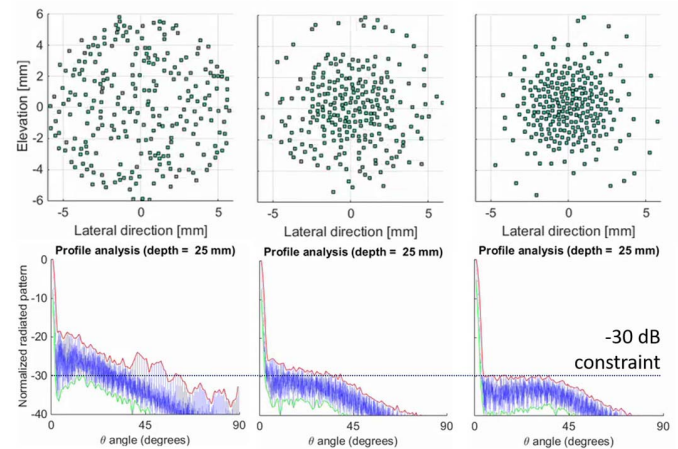 6
4
2
0
-2
-4
-6
Elevation [mm]
-5 0 5
-5 0 5
-5 0 5
Lateral direction [mm]
Lateral direction [mm]
Lateral direction [mm]
Profile analysis (depth = 25 mm)
Profile analysis (depth = 25 mm)
Profile analysis (depth = 25 mm)
0
-10
-20
-30
-40
Normalized radiated pattern
-30 dB
constraint
0 45 90
0 45 90
0 45 90
θ angle (degrees)
θ angle (degrees)
θ angle (degrees)